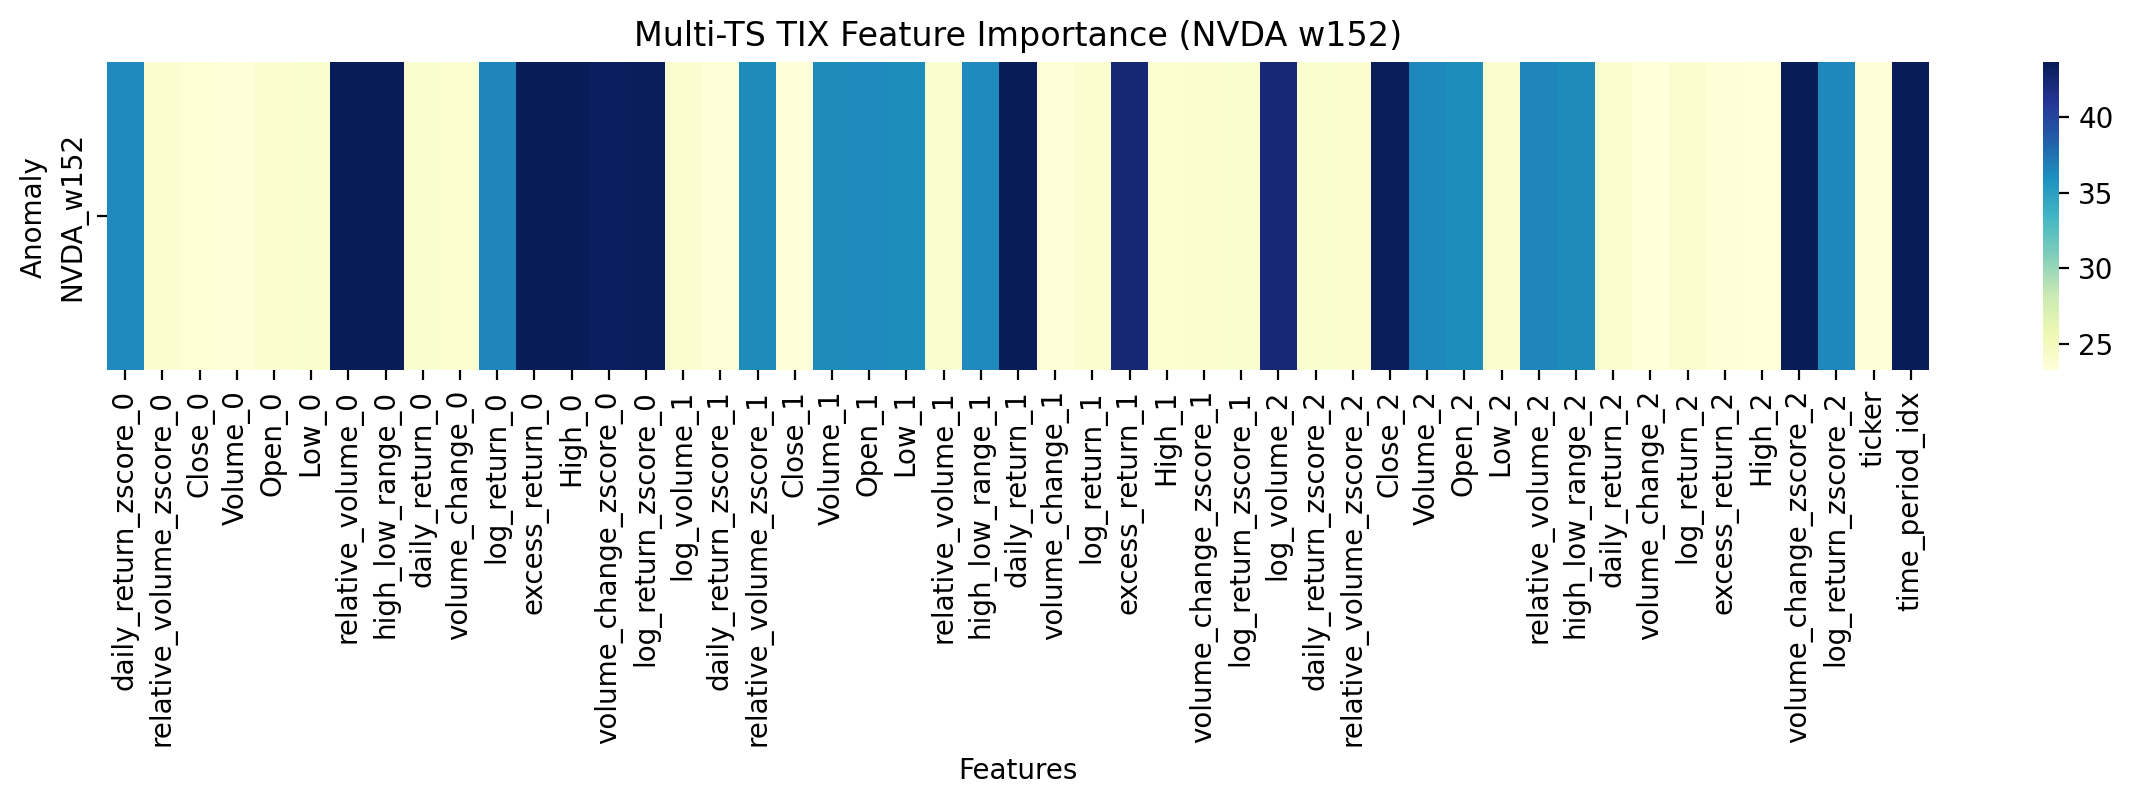 Multi-TS TIX Feature Importance (NVDA w152)
Anomaly
NVDA_w152
40
35
30
25
daily_return_zscore_0
relative_volume_zscore_0
Close_0
Volume_0
Open_0
Low_0
relative_volume_0
high_low_range_0
daily_return_0
volume_change_0
log_return_0
excess_return_0
High_0
volume_change_zscore_0
log_return_zscore_0
log_volume_1
daily_return_zscore_1
relative_volume_zscore_1
Close_1
Volume_1
Open_1
Low_1
relative_volume_1
high_low_range_1
daily_return_1
volume_change_1
log_return_1
excess_return_1
High_1
volume_change_zscore_1
log_return_zscore_1
log_volume_2
daily_return_zscore_2
relative_volume_zscore_2
Close_2
Volume_2
Open_2
Low_2
relative_volume_2
high_low_range_2
daily_return_2
volume_change_2
log_return_2
excess_return_2
High_2
volume_change_zscore_2
log_return_zscore_2
ticker
time_period_idx
Features